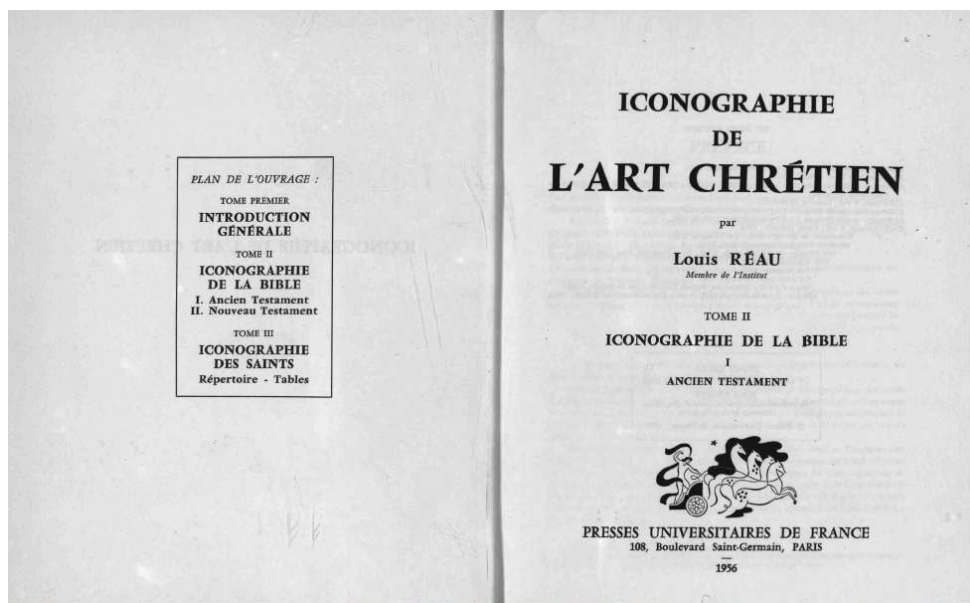 PLAN DE L'OUVRAGE :
TOME PREMIER
INTRODUCTION
GÉNÉRALE
TOME II
ICONOGRAPHIE
DE LA BIBLE
I. Ancien Testament
II. Nouveau Testament
TOME III
ICONOGRAPHIE
DES SAINTS
Répertoire - Tables
ICONOGRAPHIE
DE
L'ART CHRÉTIEN
par
Louis RÉAU
Membre de l'Institut
TOME II
ICONOGRAPHIE DE LA BIBLE
I
ANCIEN TESTAMENT
PRESSES UNIVERSITAIRES DE FRANCE
108, Boulevard Saint-Germain, PARIS
1956